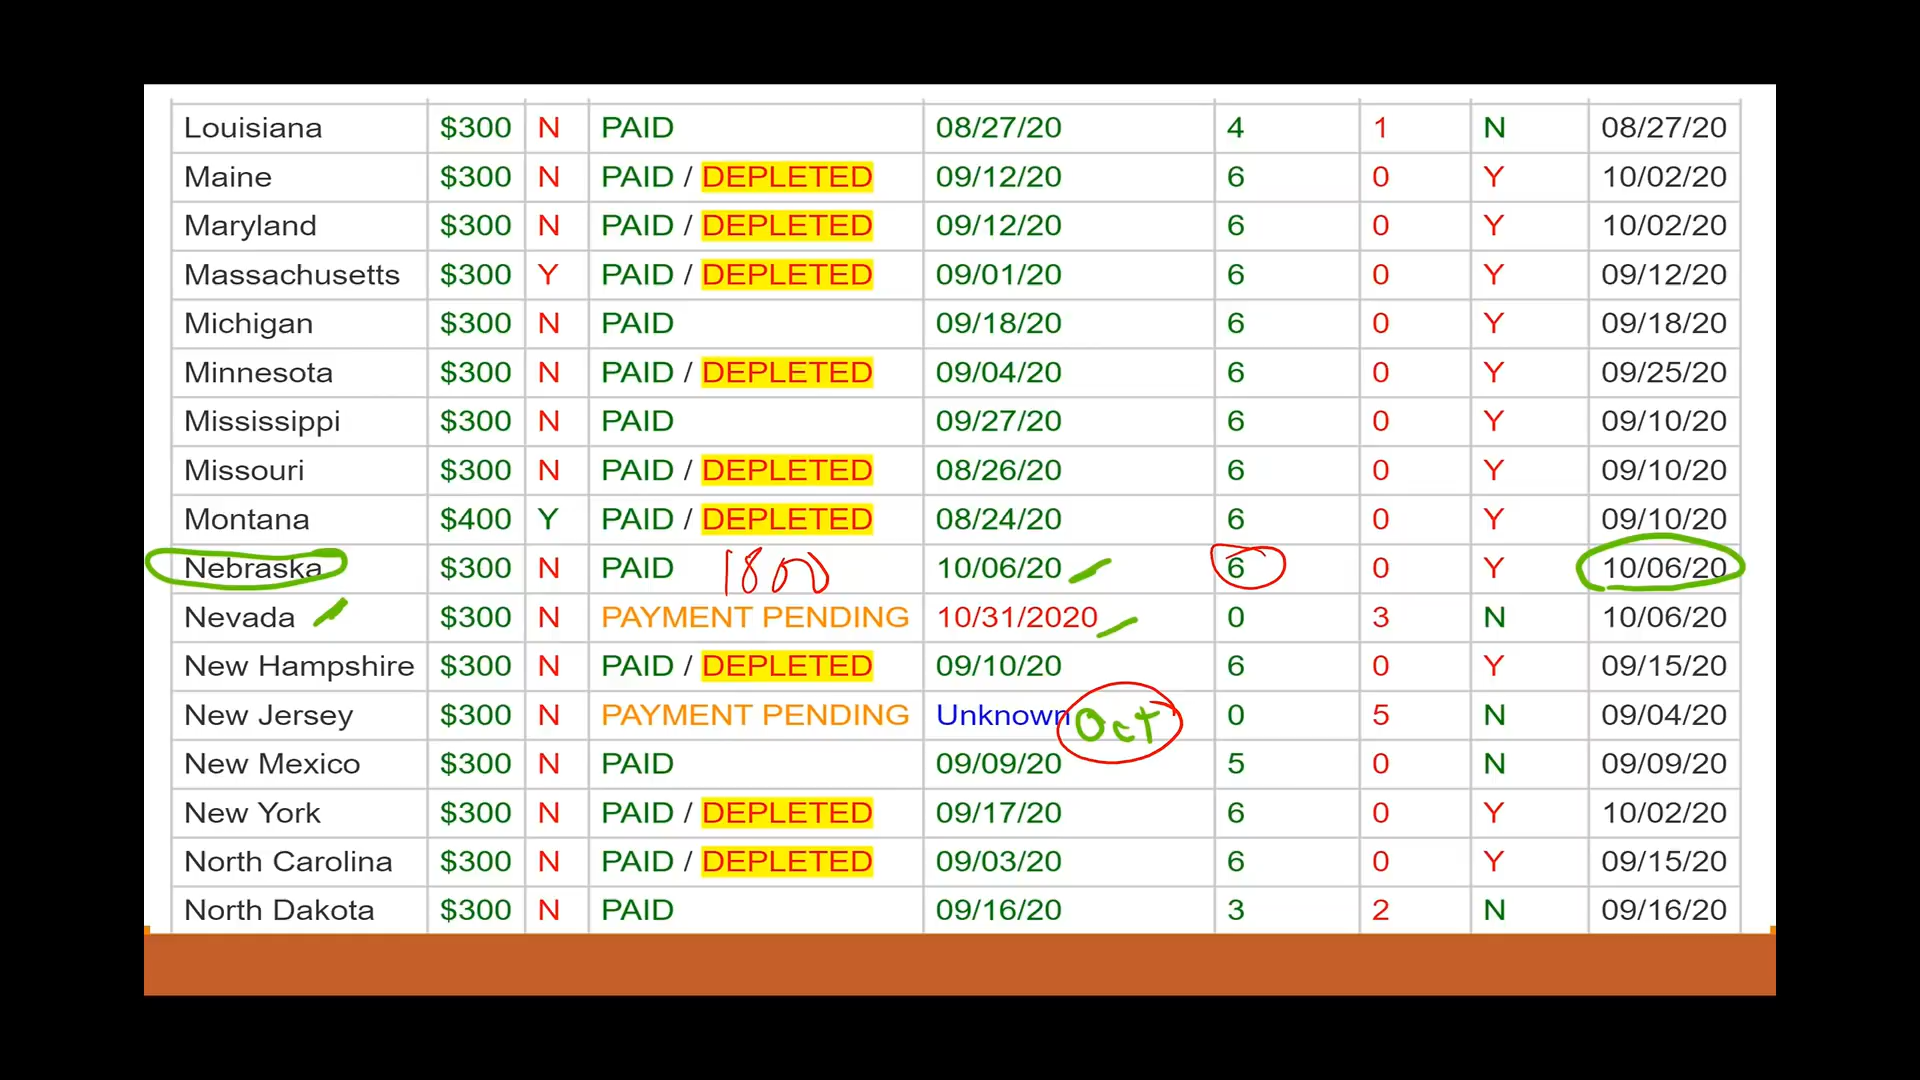 Louisiana $300 N PAID 08/27/20 4 1 N 08/27/20
Maine $300 N PAID / DEPLETED 09/12/20 6 0 Y 10/02/20
Maryland $300 N PAID / DEPLETED 09/12/20 6 0 Y 10/02/20
Massachusetts $300 Y PAID / DEPLETED 09/01/20 6 0 Y 09/12/20
Michigan $300 N PAID 09/18/20 6 0 Y 09/18/20
Minnesota $300 N PAID / DEPLETED 09/04/20 6 0 Y 09/25/20
Mississippi $300 N PAID 09/27/20 6 0 Y 09/10/20
Missouri $300 N PAID / DEPLETED 08/26/20 6 0 Y 09/10/20
Montana $400 Y PAID / DEPLETED 08/24/20 6 0 Y 09/10/20
Nebraska $300 N PAID 1800 10/06/20 6 0 Y 10/06/20
Nevada $300 N PAYMENT PENDING 10/31/2020 0 3 N 10/06/20
New Hampshire $300 N PAID / DEPLETED 09/10/20 6 0 Y 09/15/20
New Jersey $300 N PAYMENT PENDING Unknown Oct 0 5 N 09/04/20
New Mexico $300 N PAID 09/09/20 5 0 N 09/09/20
New York $300 N PAID / DEPLETED 09/17/20 6 0 Y 10/02/20
North Carolina $300 N PAID / DEPLETED 09/03/20 6 0 Y 09/15/20
North Dakota $300 N PAID 09/16/20 3 2 N 09/16/20